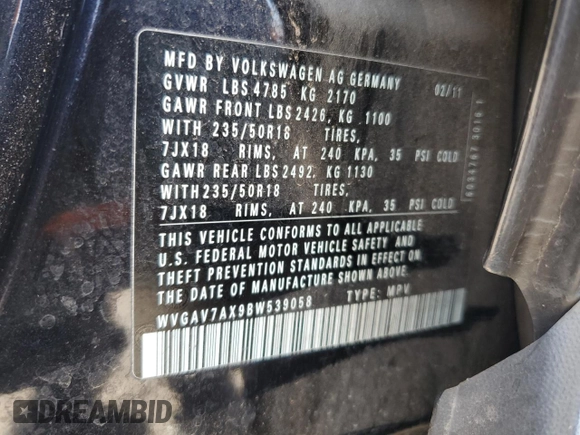 MFD BY VOLKSWAGEN AG GERMANY 02/11
GVWR LBS 4785 KG 2170
GAWR FRONT LBS 2426, KG 1100
WITH 235/50R18 TIRES,
7JX18 RIMS, AT 240 KPA, 35 PSI COLD
GAWR REAR LBS 2492, KG 1130
WITH 235/50R18 TIRES,
7JX18 RIMS, AT 240 KPA, 35 PSI COLD
THIS VEHICLE CONFORMS TO ALL APPLICABLE
U.S. FEDERAL MOTOR VEHICLE SAFETY AND
THEFT PREVENTION STANDARDS IN EFFECT ON
THE DATE OF MANUFACTURE SHOWN ABOVE.
WVGAV7AX9BW539058 TYPE: MPV
DREAMBID